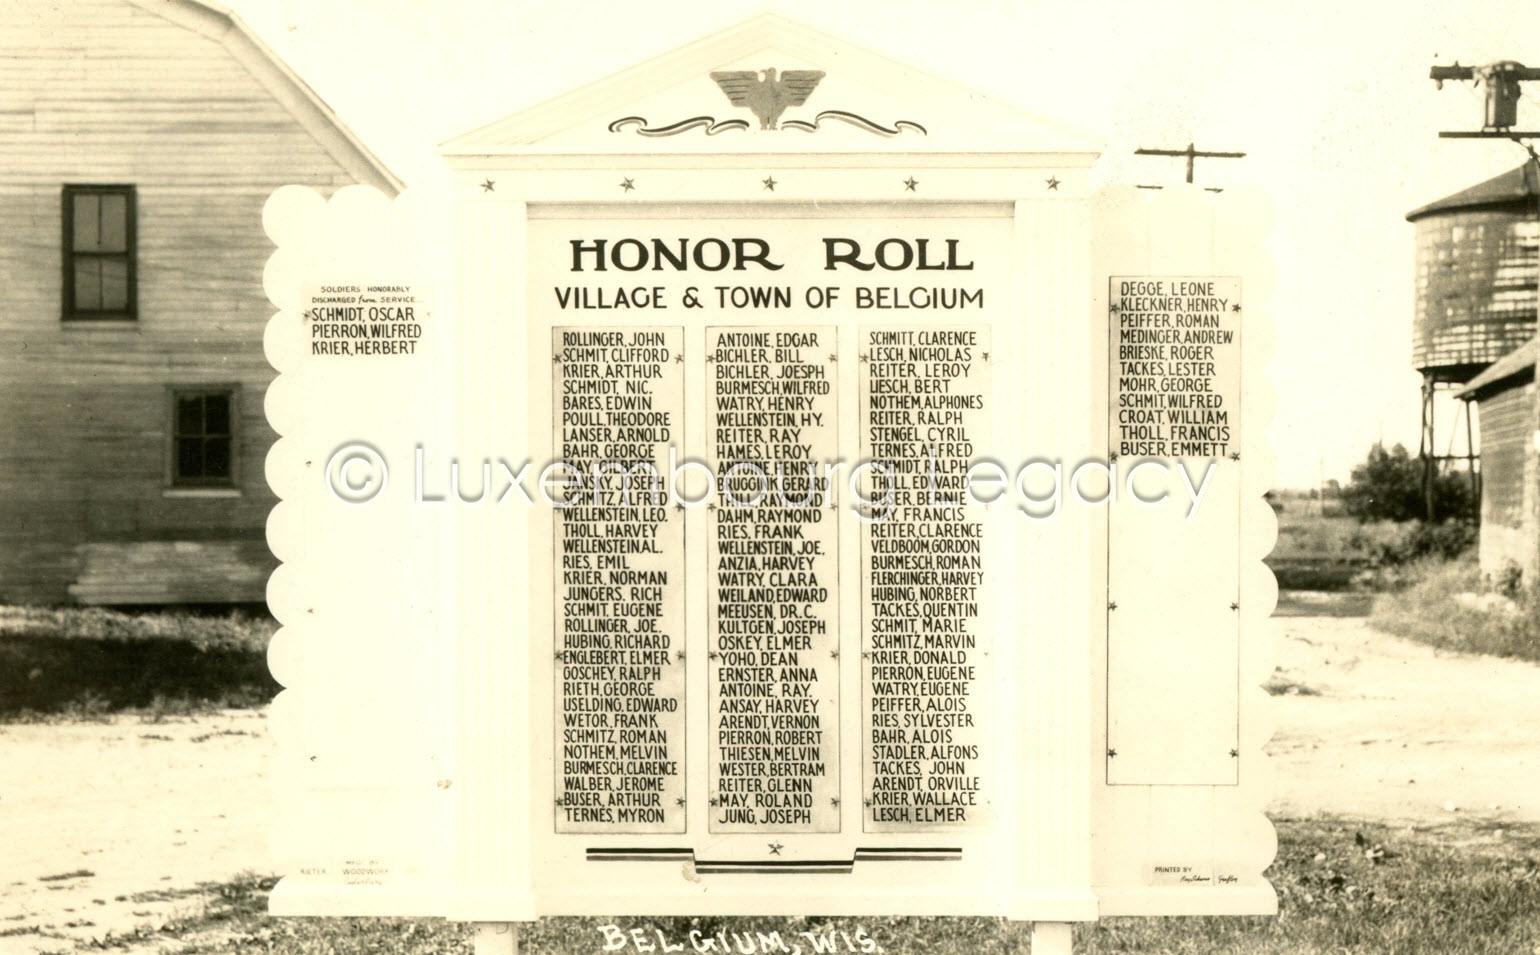 HONOR ROLL
VILLAGE & TOWN OF BELGIUM
SOLDIERS HONORABLY
DISCHARGED from SERVICE
SCHMIDT, OSCAR
PIERRON, WILFRED
KRIER, HERBERT
ROLLINGER, JOHN
SCHMIT, CLIFFORD
KRIER, ARTHUR
SCHMIDT, NIC.
BARES, EDWIN
POULL, THEODORE
LANSER, ARNOLD
BAHR, GEORGE
MAY, GILBERT
JANSKY, JOSEPH
SCHMITZ, ALFRED
WELLENSTEIN, LEO.
THOLL, HARVEY
WELLENSTEIN, AL.
RIES, EMIL
KRIER, NORMAN
JUNGERS, RICH
SCHMIT, EUGENE
ROLLINGER, JOE.
HUBING, RICHARD
ENGLEBERT, ELMER
GOSCHEY, RALPH
RIETH, GEORGE
USELDING, EDWARD
WETOR, FRANK
SCHMITZ, ROMAN
NOTHEM, MELVIN
BURMESCH, CLARENCE
WALBER, JEROME
BUSER, ARTHUR
TERNES, MYRON
ANTOINE, EDGAR
BICHLER, BILL
BICHLER, JOESPH
BURMESCH, WILFRED
WATRY, HENRY
WELLENSTEIN, HY.
REITER, RAY
HAMES, LEROY
ANTOINE, HENRY
BRUGGINK, GERARD
THILL, RAYMOND
DAHM, RAYMOND
RIES, FRANK
WELLENSTEIN, JOE.
ANZIA, HARVEY
WATRY, CLARA
WEILAND, EDWARD
MEEUSEN, DR. C.
KULTGEN, JOSEPH
OSKEY, ELMER
YOHO, DEAN
ERNSTER, ANNA
ANTOINE, RAY.
ANSAY, HARVEY
ARENDT, VERNON
PIERRON, ROBERT
THIESEN, MELVIN
WESTER, BERTRAM
REITER, GLENN
MAY, ROLAND
JUNG, JOSEPH
SCHMITT, CLARENCE
LESCH, NICHOLAS
REITER, LEROY
LIESCH, BERT
NOTHEM, ALPHONES
REITER, RALPH
STENGEL, CYRIL
TERNES, ALFRED
SCHMIDT, RALPH
THOLL, EDWARD
BUSER, BERNIE
MAY, FRANCIS
REITER, CLARENCE
VELDBOOM, GORDON
BURMESCH, ROMAN
FLERCHINGER, HARVEY
HUBING, NORBERT
TACKES, QUENTIN
SCHMIT, MARIE
SCHMITZ, MARVIN
KRIER, DONALD
PIERRON, EUGENE
WATRY, EUGENE
PEIFFER, ALOIS
RIES, SYLVESTER
BAHR, ALOIS
STADLER, ALFONS
TACKES, JOHN
ARENDT, ORVILLE
KRIER, WALLACE
LESCH, ELMER
DEGGE, LEONE
KLECKNER, HENRY
PEIFFER, ROMAN
MEDINGER, ANDREW
BRIESKE, ROGER
TACKES, LESTER
MOHR, GEORGE
SCHMIT, WILFRED
CROAT, WILLIAM
THOLL, FRANCIS
BUSER, EMMETT
© Luxembourg Legacy
MFG. BY
WOODWORK
PRINTED BY
BELGIUM, WIS.